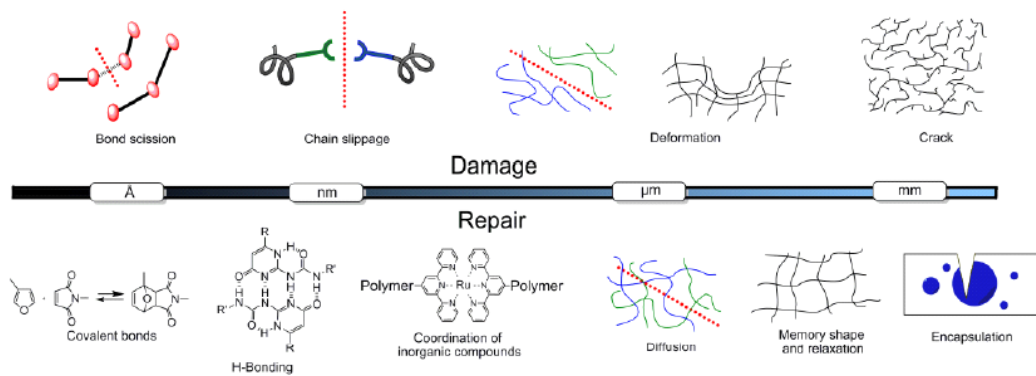 Bond scission
Chain slippage
Deformation
Crack
Damage
Å
nm
µm
mm
Repair
O
O
N
O
O
N
O
O
Covalent bonds
R
N
H
O
O
N
N
N
N
R'
H
H
H
H
R'
N
N
N
N
O
O
H
N
R
H-Bonding
N
N
Polymer
N
Ru
N
Polymer
N
N
Coordination of
inorganic compounds
Diffusion
Memory shape
and relaxation
Encapsulation